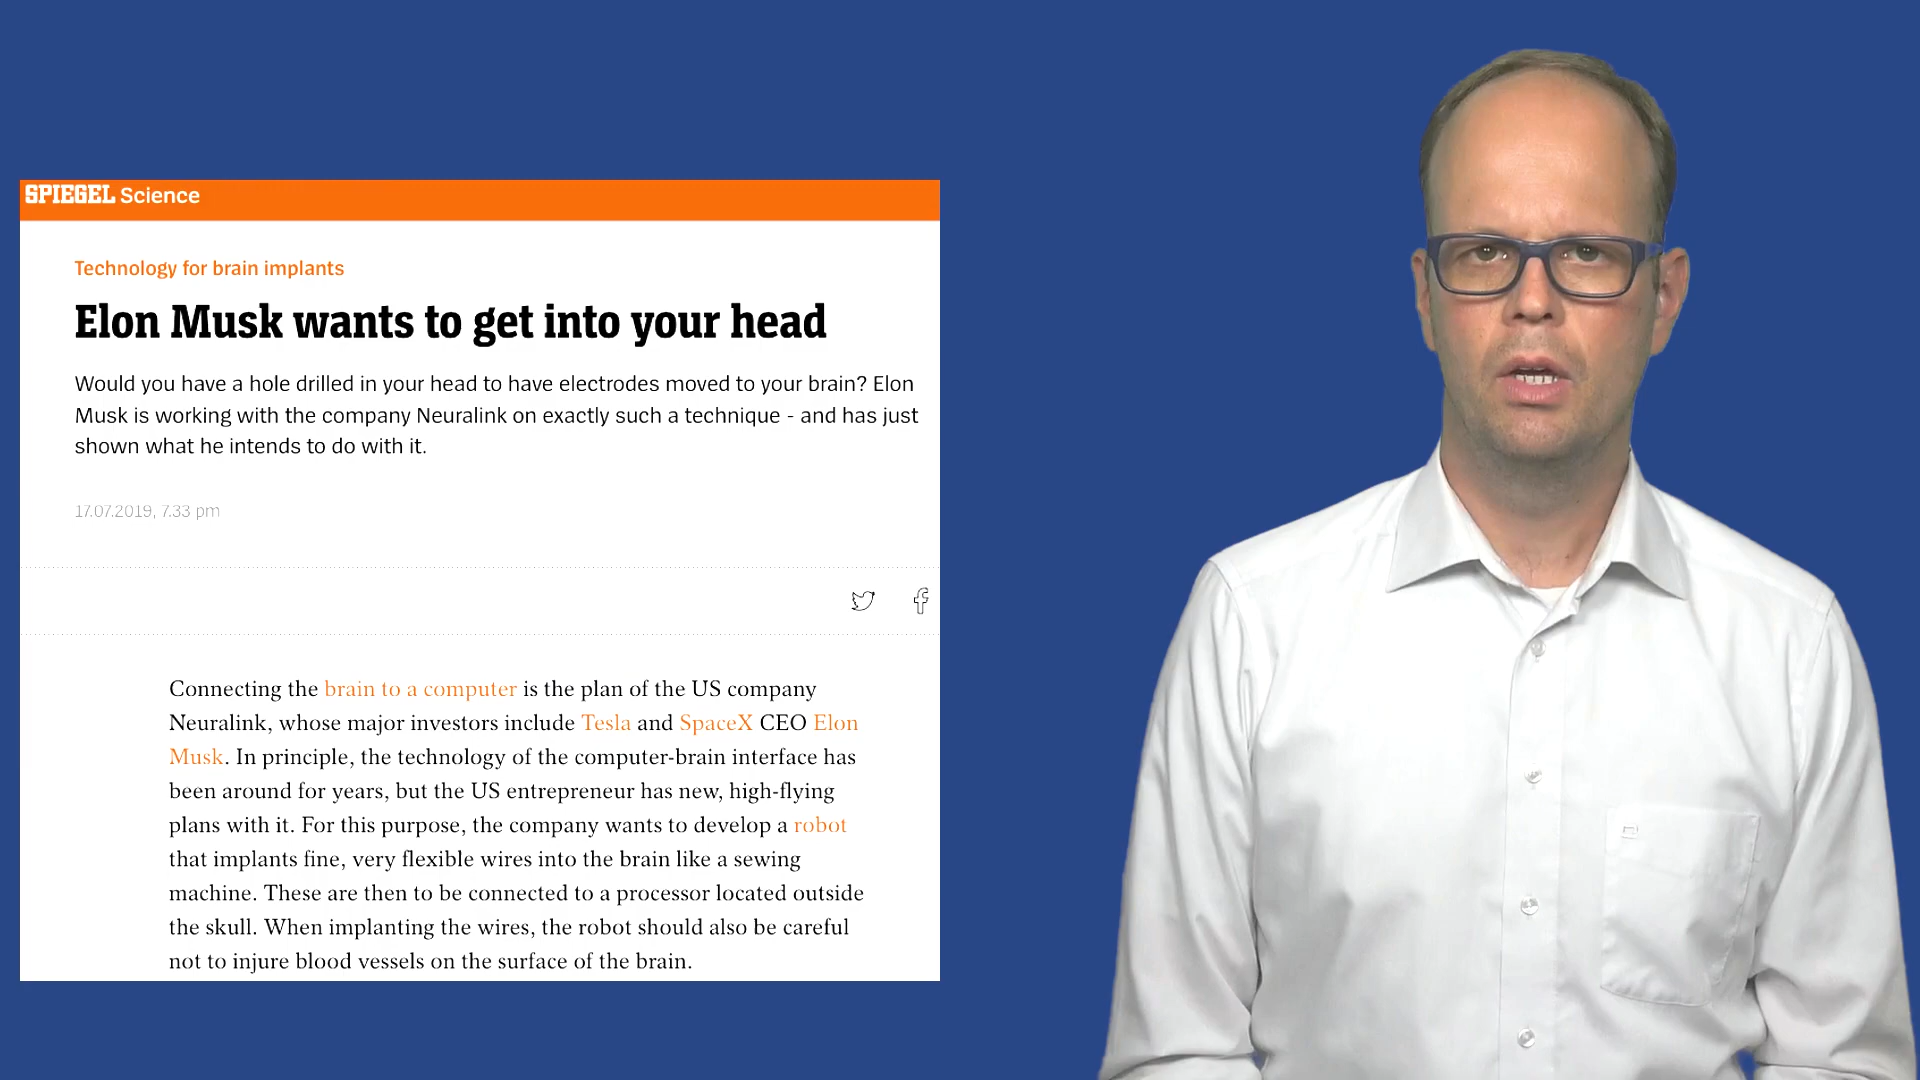 SPIEGEL Science
Technology for brain implants
Elon Musk wants to get into your head
Would you have a hole drilled in your head to have electrodes moved to your brain? Elon
Musk is working with the company Neuralink on exactly such a technique - and has just
shown what he intends to do with it.
17.07.2019, 7.33 pm
Connecting the brain to a computer is the plan of the US company
Neuralink, whose major investors include Tesla and SpaceX CEO Elon
Musk. In principle, the technology of the computer-brain interface has
been around for years, but the US entrepreneur has new, high-flying
plans with it. For this purpose, the company wants to develop a robot
that implants fine, very flexible wires into the brain like a sewing
machine. These are then to be connected to a processor located outside
the skull. When implanting the wires, the robot should also be careful
not to injure blood vessels on the surface of the brain.